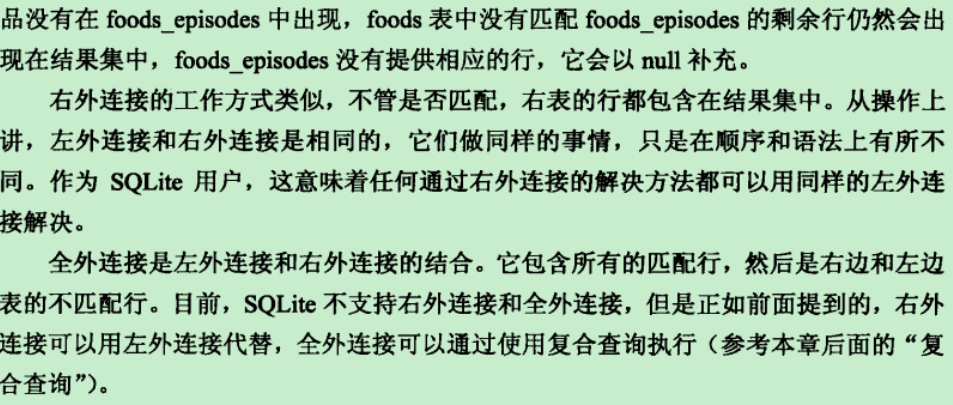 品没有在 foods_episodes 中出现，foods 表中没有匹配 foods_episodes 的剩余行仍然会出
现在结果集中，foods_episodes 没有提供相应的行，它会以 null 补充。
右外连接的工作方式类似，不管是否匹配，右表的行都包含在结果集中。从操作上
讲，左外连接和右外连接是相同的，它们做同样的事情，只是在顺序和语法上有所不
同。作为 SQLite 用户，这意味着任何通过右外连接的解决方法都可以用同样的左外连
接解决。
全外连接是左外连接和右外连接的结合。它包含所有的匹配行，然后是右边和左边
表的不匹配行。目前，SQLite 不支持右外连接和全外连接，但是正如前面提到的，右外
连接可以用左外连接代替，全外连接可以通过使用复合查询执行（参考本章后面的“复
合查询”）。